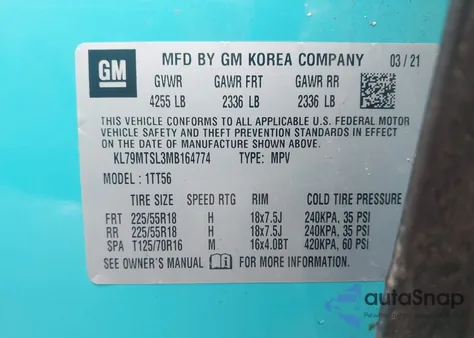 GM
MFD BY GM KOREA COMPANY 03/21
GVWR GAWR FRT GAWR RR
4255 LB 2336 LB 2336 LB
THIS VEHICLE CONFORMS TO ALL APPLICABLE U.S. FEDERAL MOTOR
VEHICLE SAFETY AND THEFT PREVENTION STANDARDS IN EFFECT
ON THE DATE OF MANUFACTURE SHOWN ABOVE.
KL79MTSL3MB164774 TYPE: MPV
MODEL: 1TT56
TIRE SIZE SPEED RTG RIM COLD TIRE PRESSURE
FRT 225/55R18 H 18x7.5J 240KPA, 35 PSI
RR 225/55R18 H 18x7.5J 240KPA, 35 PSI
SPA T125/70R16 M 16x4.0BT 420KPA, 60 PSI
SEE OWNER'S MANUAL FOR MORE INFORMATION.
autoSnap